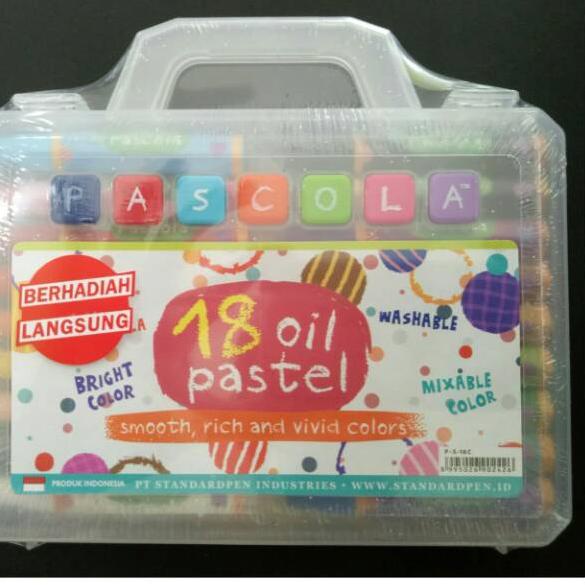 PASCOLA™
BERHADIAH
LANGSUNG
18 oil
pastel
WASHABLE
BRIGHT
COLOR
MIXABLE
COLOR
smooth, rich and vivid colors
P-S-18C
PRODUK INDONESIA PT STANDARDPEN INDUSTRIES • WWW.STANDARDPEN.ID